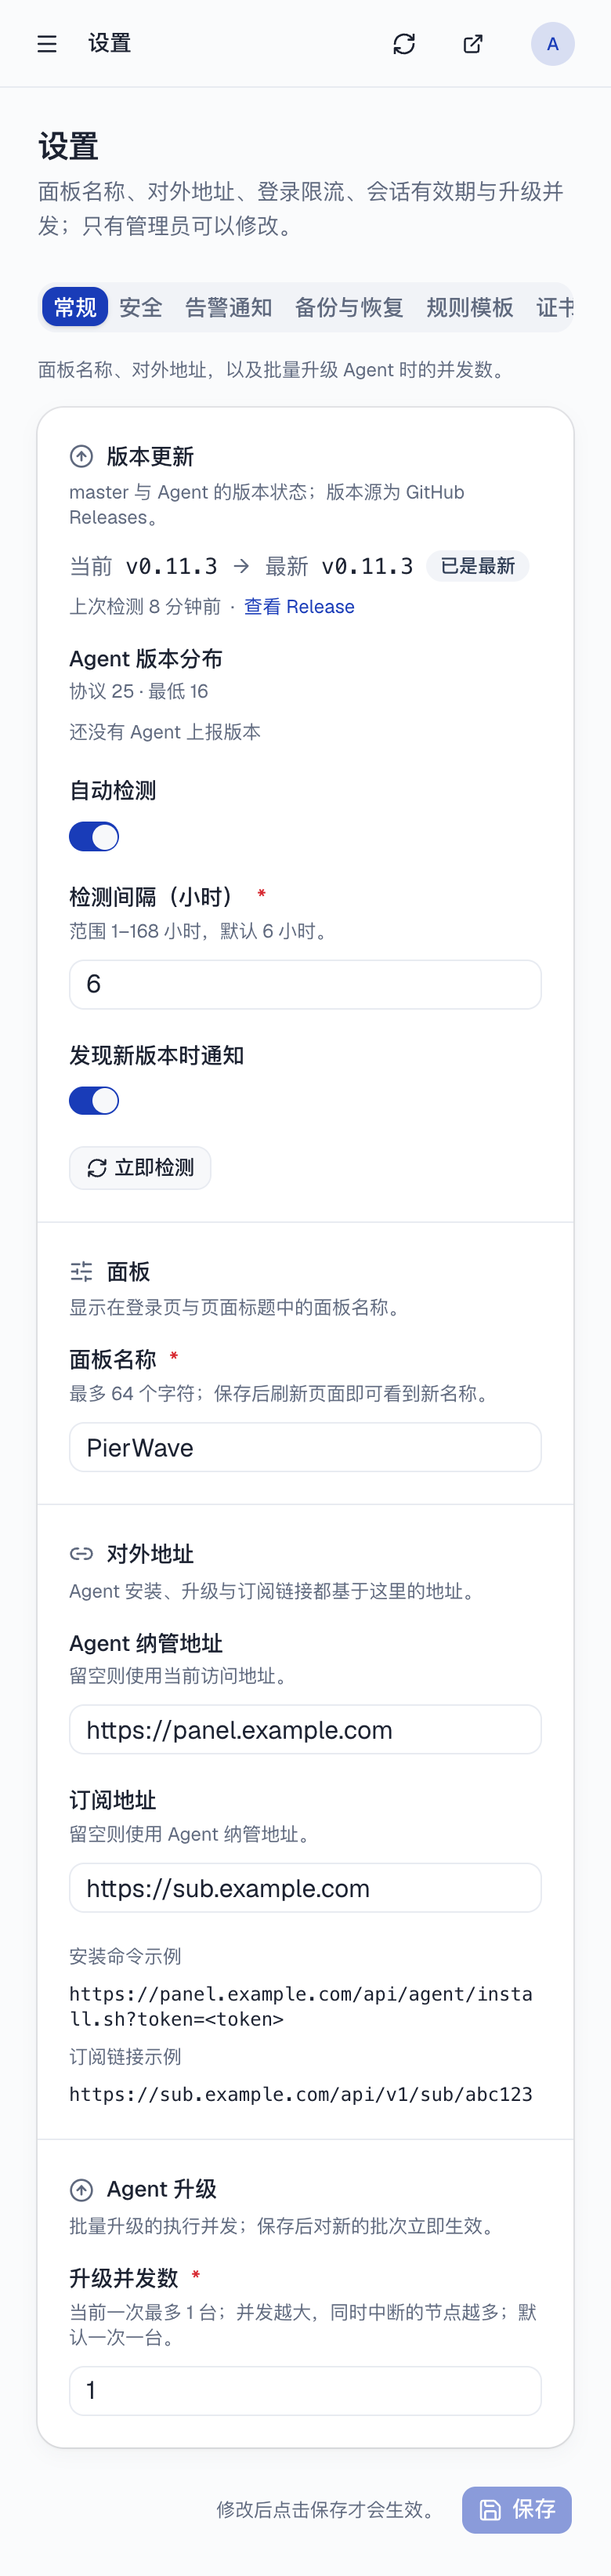 设置
A
设置
面板名称、对外地址、登录限流、会话有效期与升级并
发；只有管理员可以修改。
常规 安全 告警通知 备份与恢复 规则模板 证书
面板名称、对外地址，以及批量升级 Agent 时的并发数。
版本更新
master 与 Agent 的版本状态；版本源为 GitHub
Releases。
当前 v0.11.3 → 最新 v0.11.3 已是最新
上次检测 8 分钟前 · 查看 Release
Agent 版本分布
协议 25 · 最低 16
还没有 Agent 上报版本
自动检测
检测间隔（小时） *
范围 1–168 小时，默认 6 小时。
6
发现新版本时通知
立即检测
面板
显示在登录页与页面标题中的面板名称。
面板名称 *
最多 64 个字符；保存后刷新页面即可看到新名称。
PierWave
对外地址
Agent 安装、升级与订阅链接都基于这里的地址。
Agent 纳管地址
留空则使用当前访问地址。
https://panel.example.com
订阅地址
留空则使用 Agent 纳管地址。
https://sub.example.com
安装命令示例
https://panel.example.com/api/agent/insta
ll.sh?token=<token>
订阅链接示例
https://sub.example.com/api/v1/sub/abc123
Agent 升级
批量升级的执行并发；保存后对新的批次立即生效。
升级并发数 *
当前一次最多 1 台；并发越大，同时中断的节点越多；默
认一次一台。
1
修改后点击保存才会生效。 保存